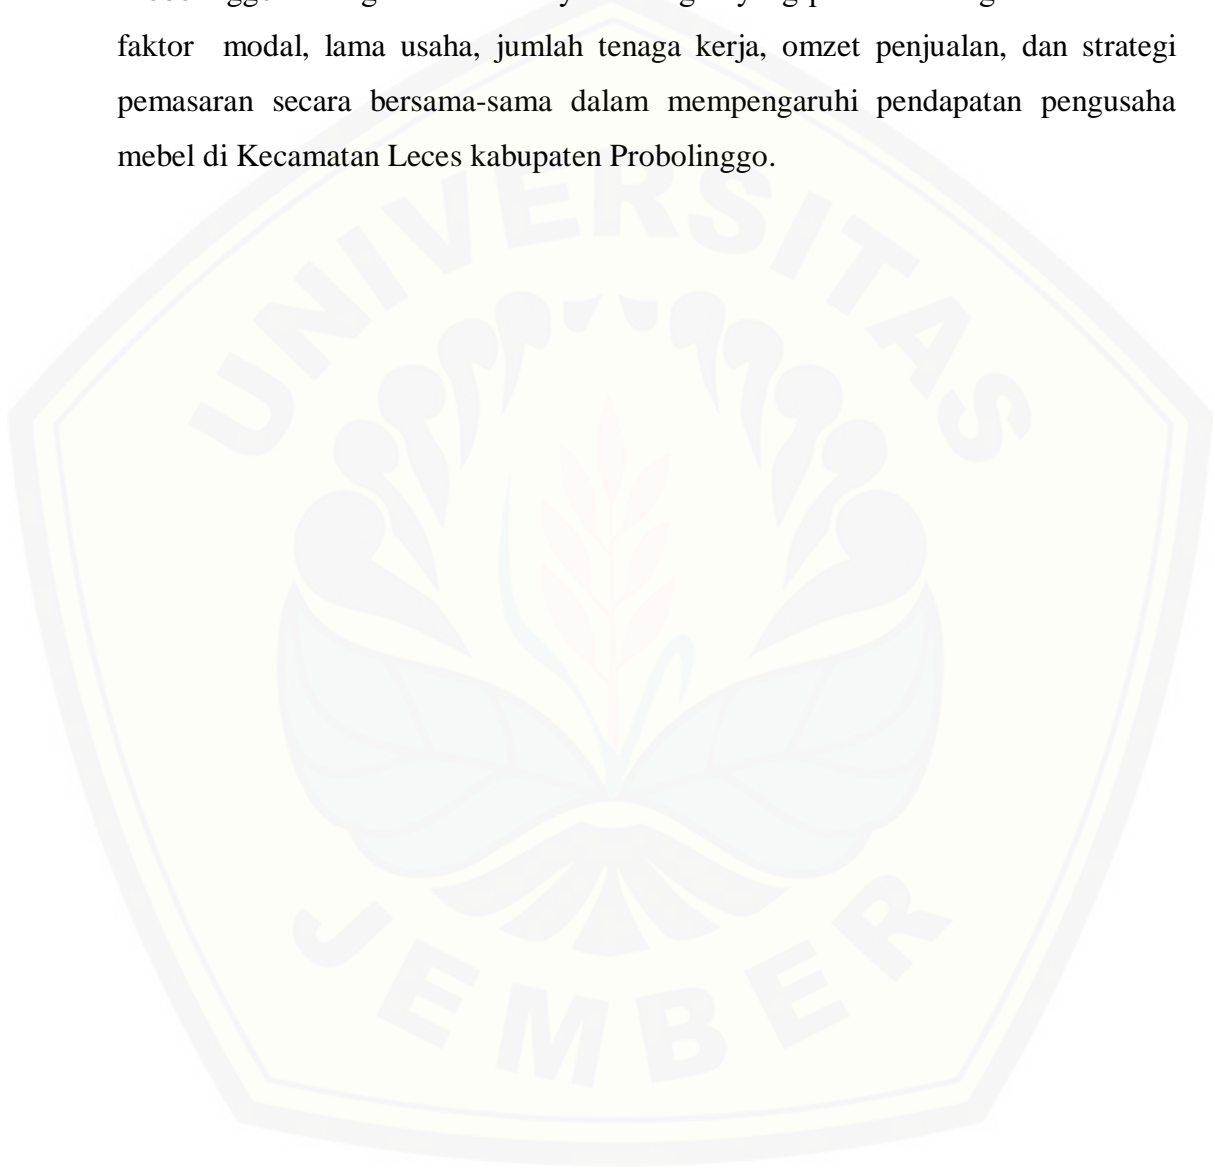 faktor modal, lama usaha, jumlah tenaga kerja, omzet penjualan, dan strategi
pemasaran secara bersama-sama dalam mempengaruhi pendapatan pengusaha
mebel di Kecamatan Leces kabupaten Probolinggo.
UNIVERSITAS
JEMBER